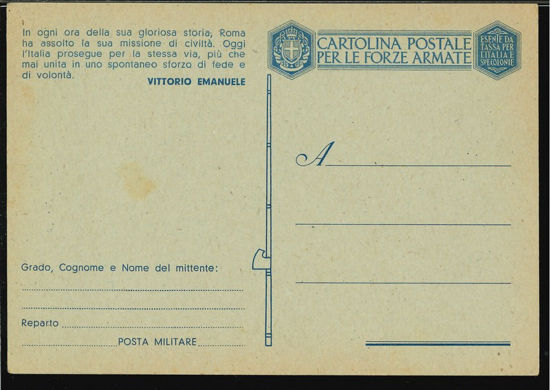 In ogni ora della sua gloriosa storia, Roma
ha assolto la sua missione di civiltà. Oggi
l'Italia prosegue per la stessa via, più che
mai unita in uno spontaneo sforzo di fede e
di volontà.
VITTORIO EMANUELE
CARTOLINA POSTALE
PER LE FORZE ARMATE
ESENTE DA
TASSA PER
L'ITALIA E
SVE COLONIE
A
Grado, Cognome e Nome del mittente:
Reparto
POSTA MILITARE